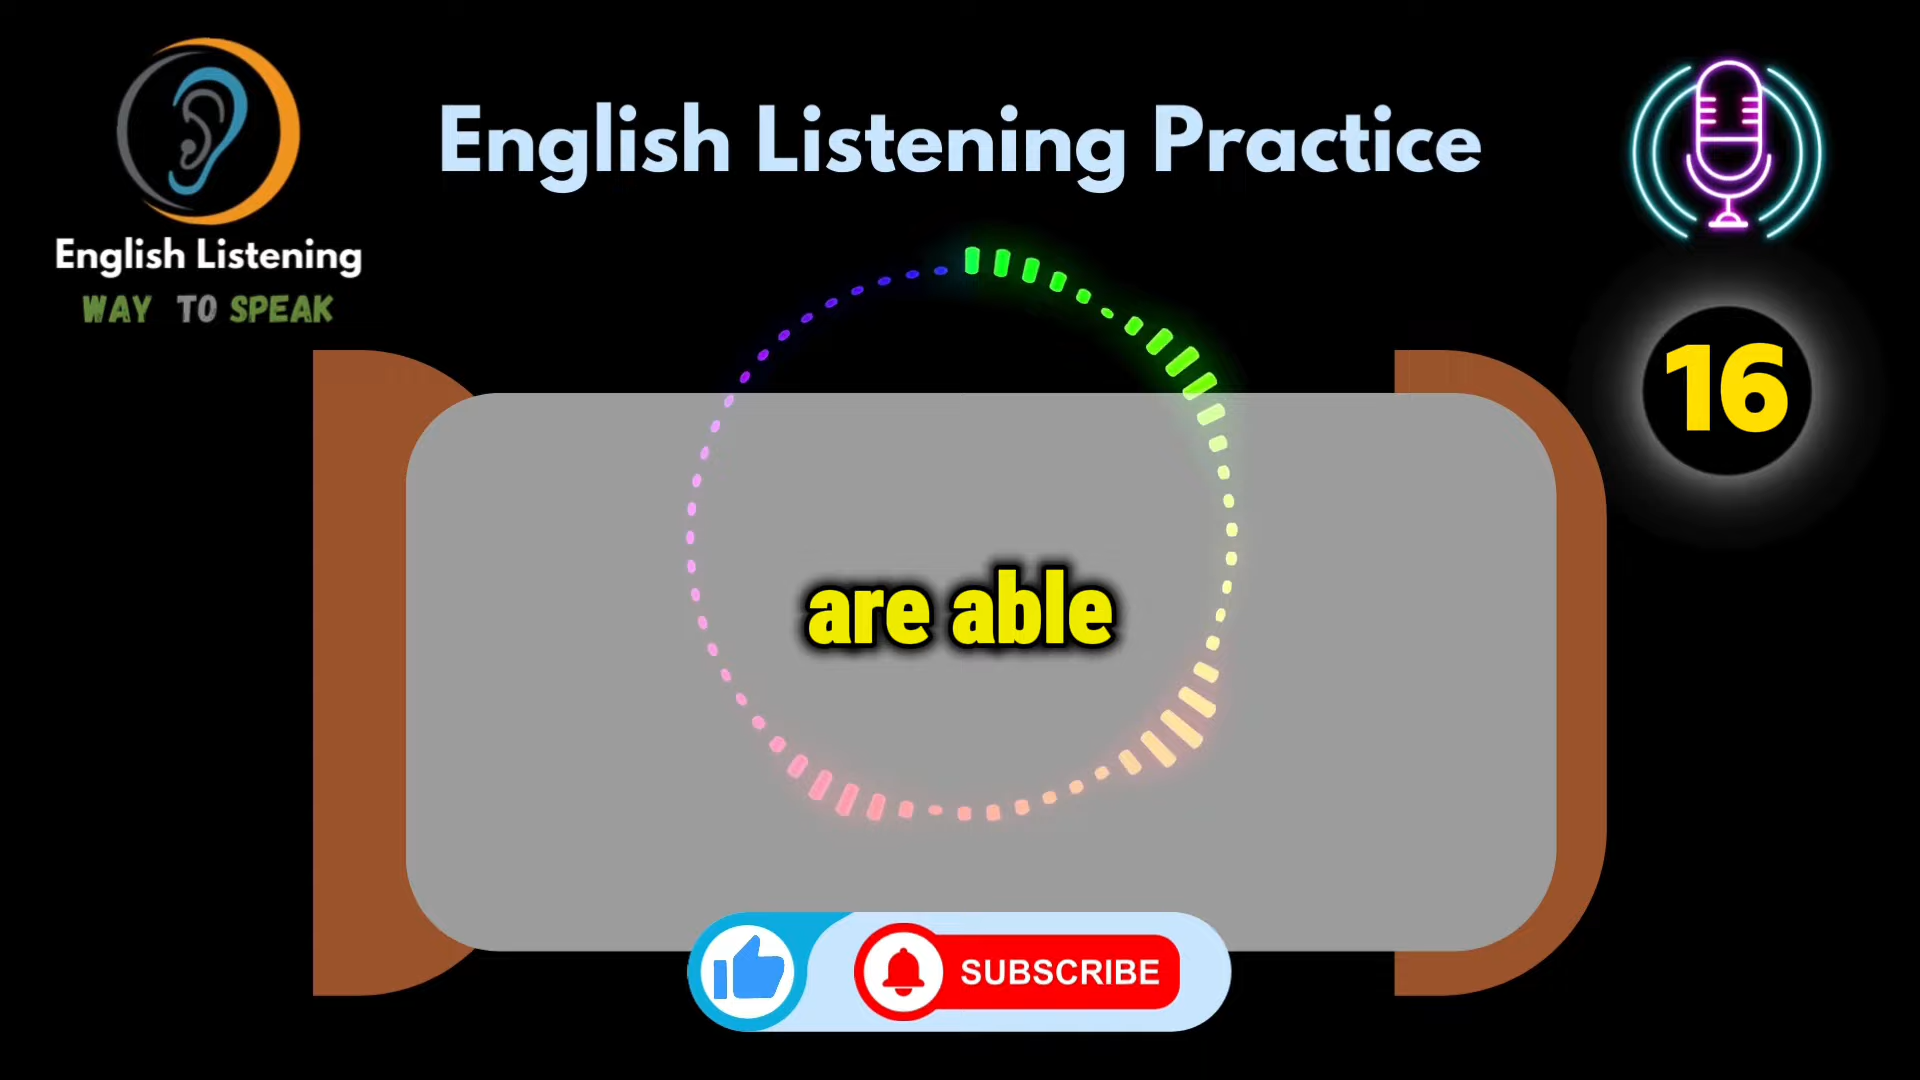 English Listening Practice
English Listening
WAY TO SPEAK
16
are able
SUBSCRIBE